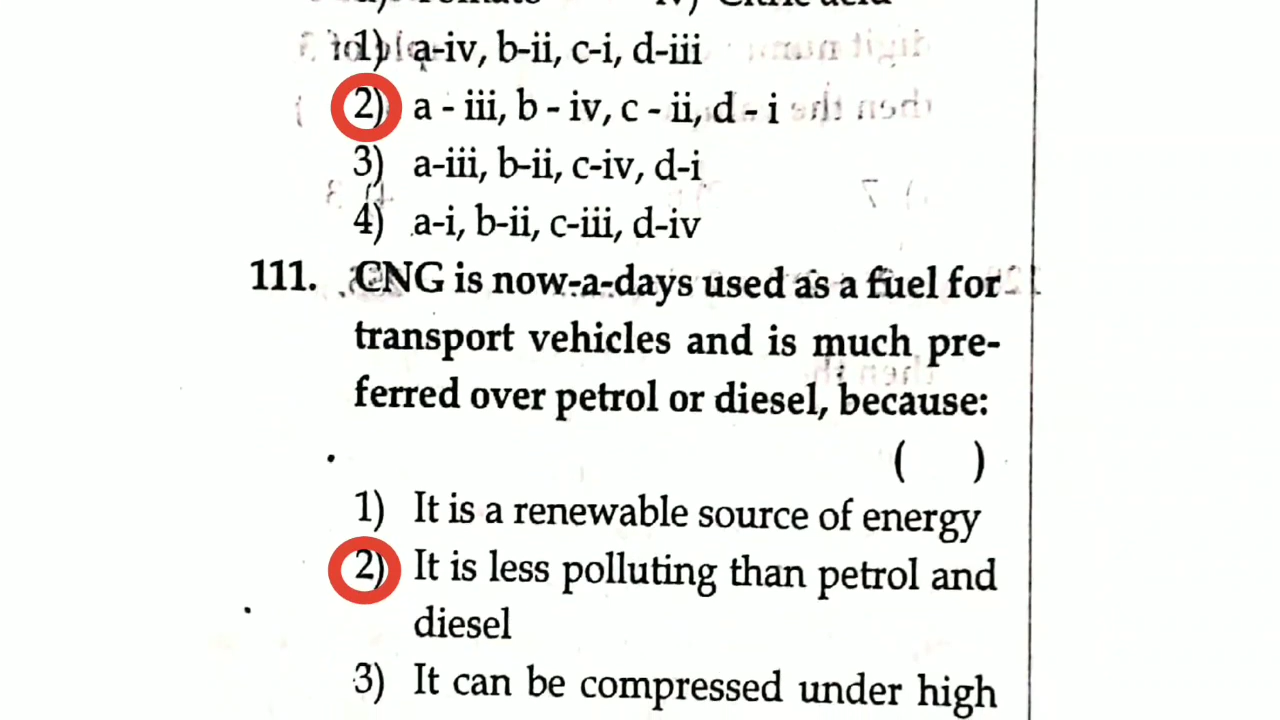 1) a-iv, b-ii, c-i, d-iii
2) a - iii, b - iv, c - ii, d - i
3) a-iii, b-ii, c-iv, d-i
4) a-i, b-ii, c-iii, d-iv
111. CNG is now-a-days used as a fuel for
transport vehicles and is much pre-
ferred over petrol or diesel, because:
( )
1) It is a renewable source of energy
2) It is less polluting than petrol and
diesel
3) It can be compressed under high